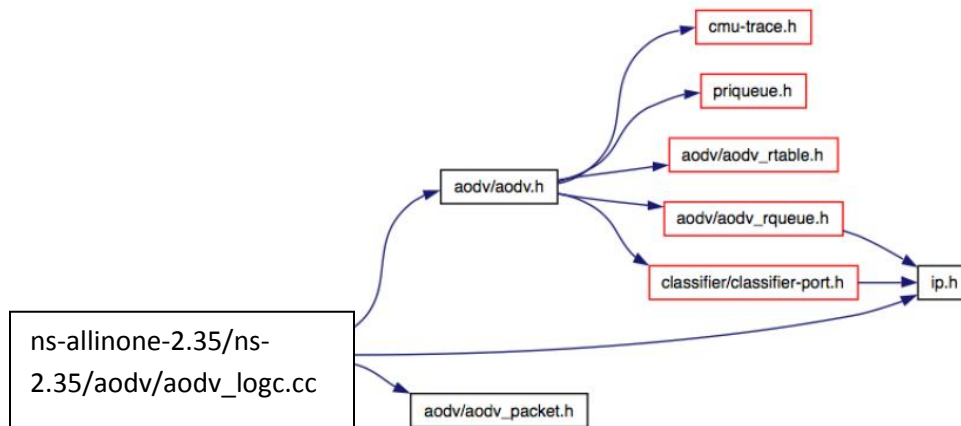 cmu-trace.h
priqueue.h
aodv/aodv_rtable.h
aodv/aodv.h
aodv/aodv_rqueue.h
classifier/classifier-port.h
ip.h
ns-allinone-2.35/ns-
2.35/aodv/aodv_logc.cc
aodv/aodv_packet.h